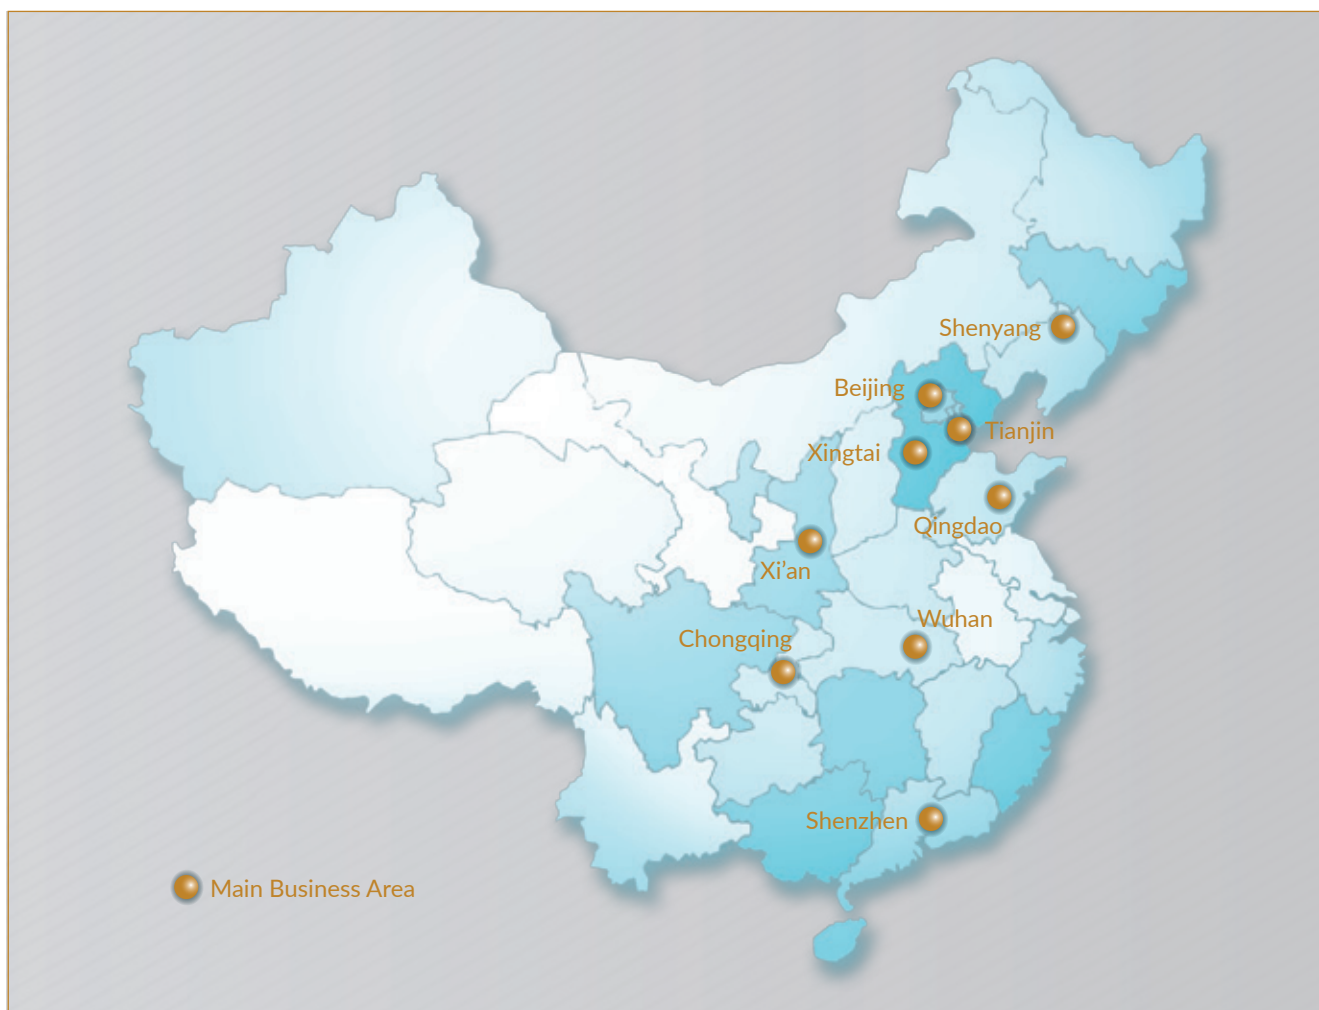 Shenyang
Beijing
Tianjin
Xingtai
Qingdao
Xi’an
Wuhan
Chongqing
Shenzhen
Main Business Area